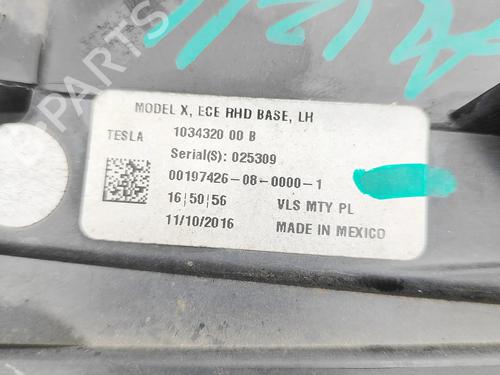 MODEL X, ECE RHD BASE, LH
TESLA 1034320 00 B
Serial(S): 025309
00197426-08-0000-1
16|50|56 VLS MTY PL
11/10/2016 MADE IN MEXICO